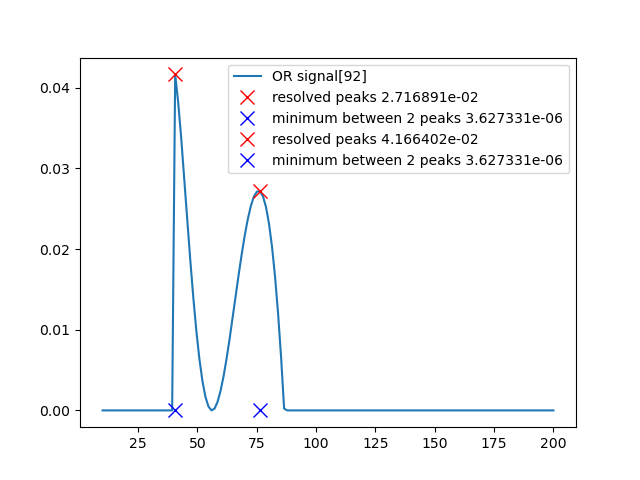 OR signal[92]
resolved peaks 2.716891e-02
minimum between 2 peaks 3.627331e-06
resolved peaks 4.166402e-02
minimum between 2 peaks 3.627331e-06
0.04
0.03
0.02
0.01
0.00
25 50 75 100 125 150 175 200